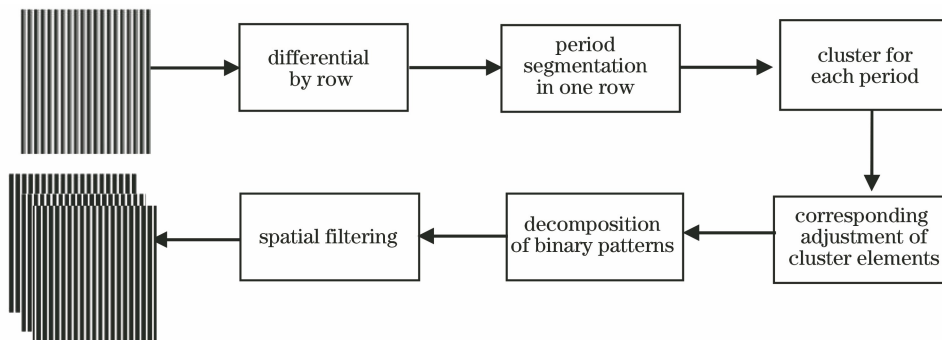 differential
by row
period
segmentation
in one row
cluster for
each period
corresponding
adjustment of
cluster elements
decomposition
of binary patterns
spatial filtering